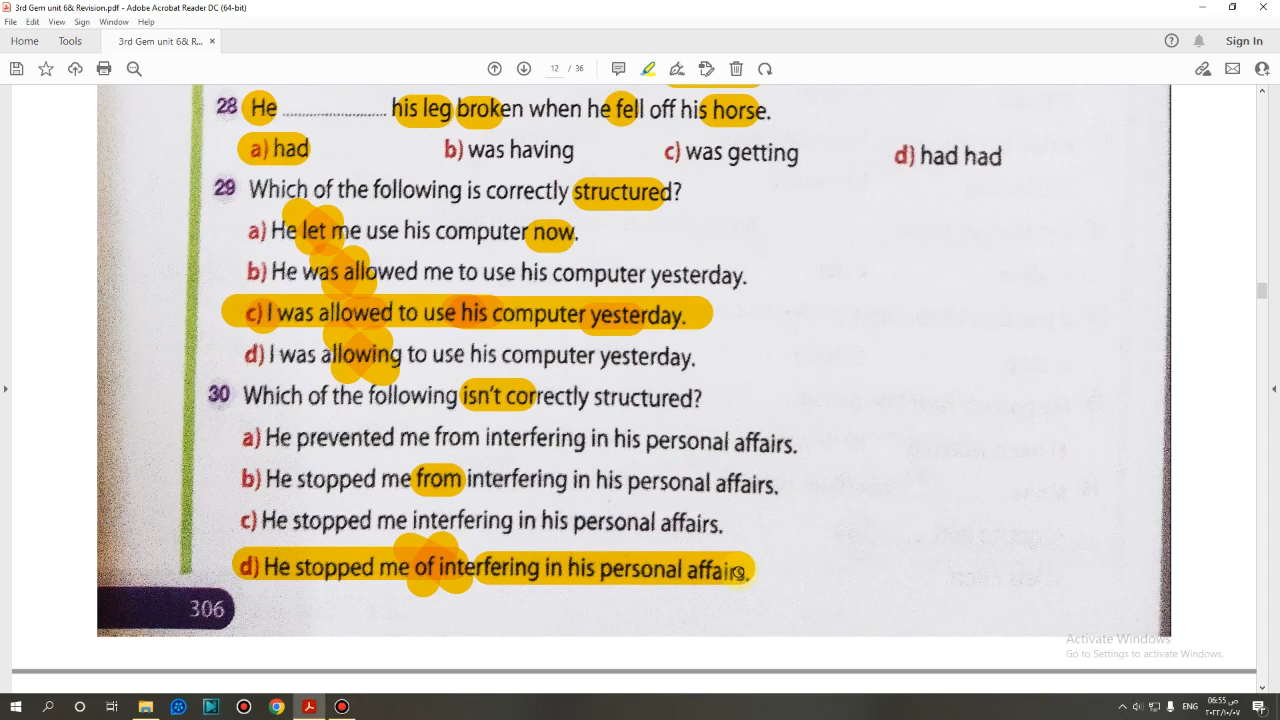 3rd Gem unit 6& Revision.pdf - Adobe Acrobat Reader DC (64-bit)
File Edit View Sign Window Help
Home Tools 3rd Gem unit 6& R... × Sign In
12 / 36
28 He .......................... his leg broken when he fell off his horse.
a) had b) was having c) was getting d) had had
29 Which of the following is correctly structured?
a) He let me use his computer now.
b) He was allowed me to use his computer yesterday.
c) I was allowed to use his computer yesterday.
d) I was allowing to use his computer yesterday.
30 Which of the following isn't correctly structured?
a) He prevented me from interfering in his personal affairs.
b) He stopped me from interfering in his personal affairs.
c) He stopped me interfering in his personal affairs.
d) He stopped me of interfering in his personal affairs.
306
Activate Windows
Go to Settings to activate Windows.
ENG 06:55 ص
٢٠٢٢/١٠/٠٧